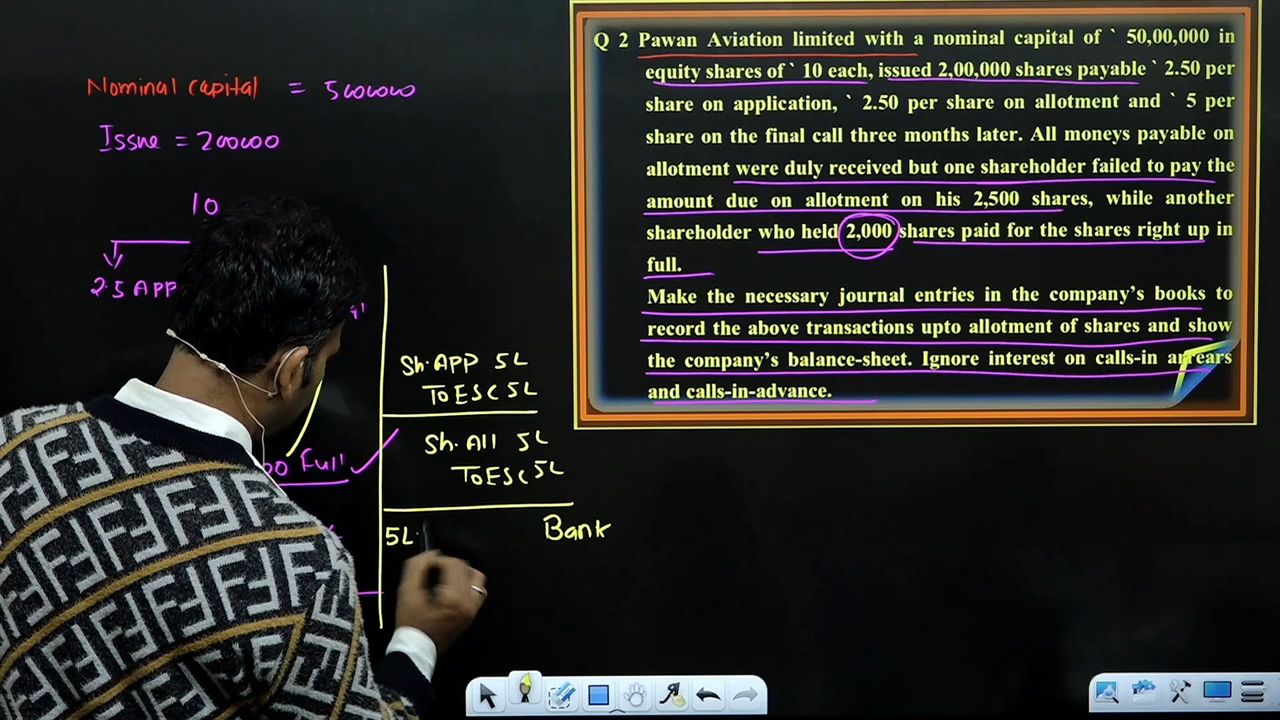 Nominal capital = 5000000
Issue = 200000
10
2.5 APP
Full
Sh. APP 5L
To ESC 5L
Sh. All 5L
To ESC 5L
5L
Bank
Q 2 Pawan Aviation limited with a nominal capital of ` 50,00,000 in
equity shares of ` 10 each, issued 2,00,000 shares payable ` 2.50 per
share on application, ` 2.50 per share on allotment and ` 5 per
share on the final call three months later. All moneys payable on
allotment were duly received but one shareholder failed to pay the
amount due on allotment on his 2,500 shares, while another
shareholder who held 2,000 shares paid for the shares right up in
full.
Make the necessary journal entries in the company's books to
record the above transactions upto allotment of shares and show
the company's balance-sheet. Ignore interest on calls-in arrears
and calls-in-advance.